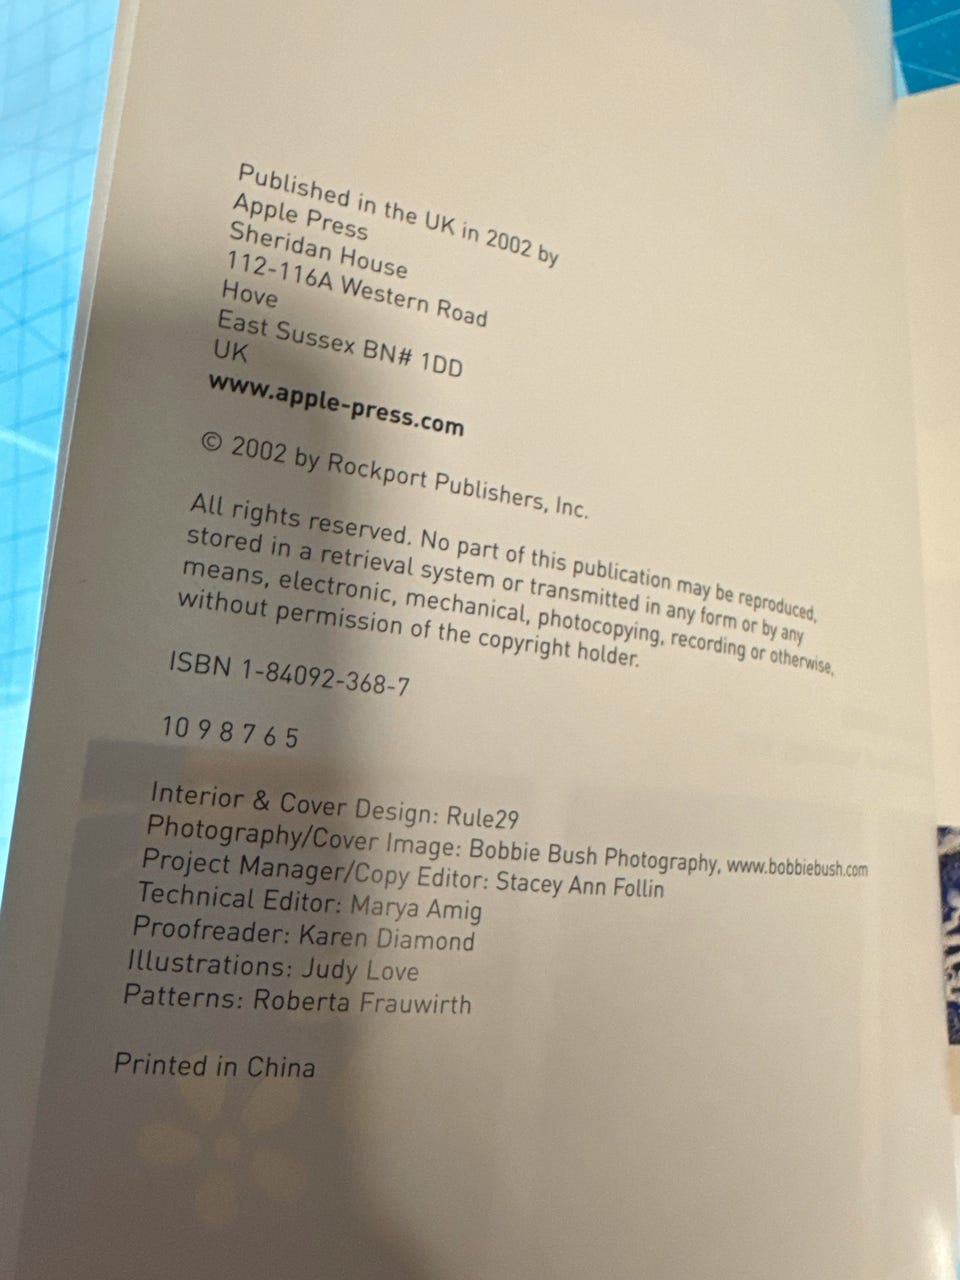 Published in the UK in 2002 by
Apple Press
Sheridan House
112-116A Western Road
Hove
East Sussex BN# 1DD
UK
www.apple-press.com
© 2002 by Rockport Publishers, Inc.
All rights reserved. No part of this publication may be reproduced,
stored in a retrieval system or transmitted in any form or by any
means, electronic, mechanical, photocopying, recording or otherwise,
without permission of the copyright holder.
ISBN 1-84092-368-7
10 9 8 7 6 5
Interior & Cover Design: Rule29
Photography/Cover Image: Bobbie Bush Photography, www.bobbiebush.com
Project Manager/Copy Editor: Stacey Ann Follin
Technical Editor: Marya Amig
Proofreader: Karen Diamond
Illustrations: Judy Love
Patterns: Roberta Frauwirth
Printed in China